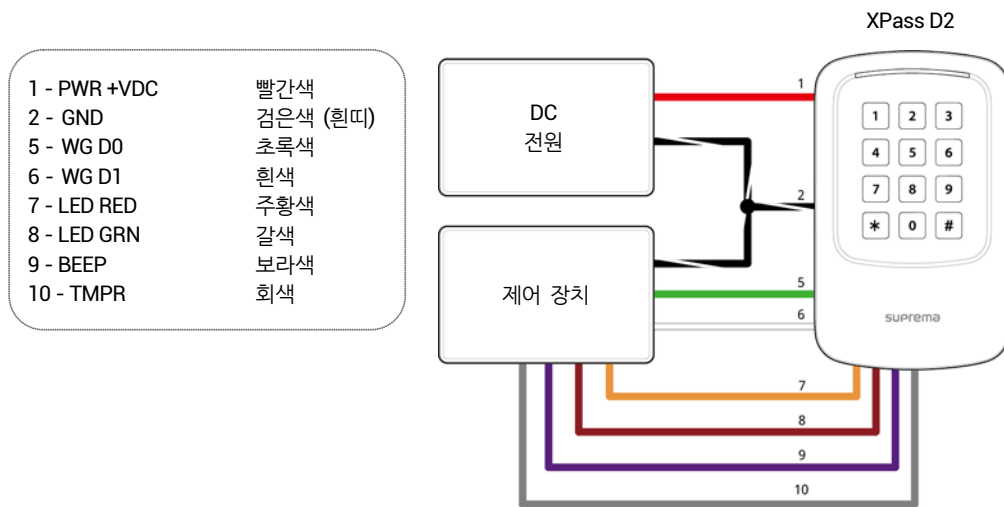 XPass D2
1 - PWR +VDC 빨간색
2 - GND 검은색 (흰띠)
5 - WG D0 초록색
6 - WG D1 흰색
7 - LED RED 주황색
8 - LED GRN 갈색
9 - BEEP 보라색
10 - TMPR 회색
DC
전원
제어 장치
1
2
5
6
7
8
9
10
1 2 3
4 5 6
7 8 9
* 0 #
suprema